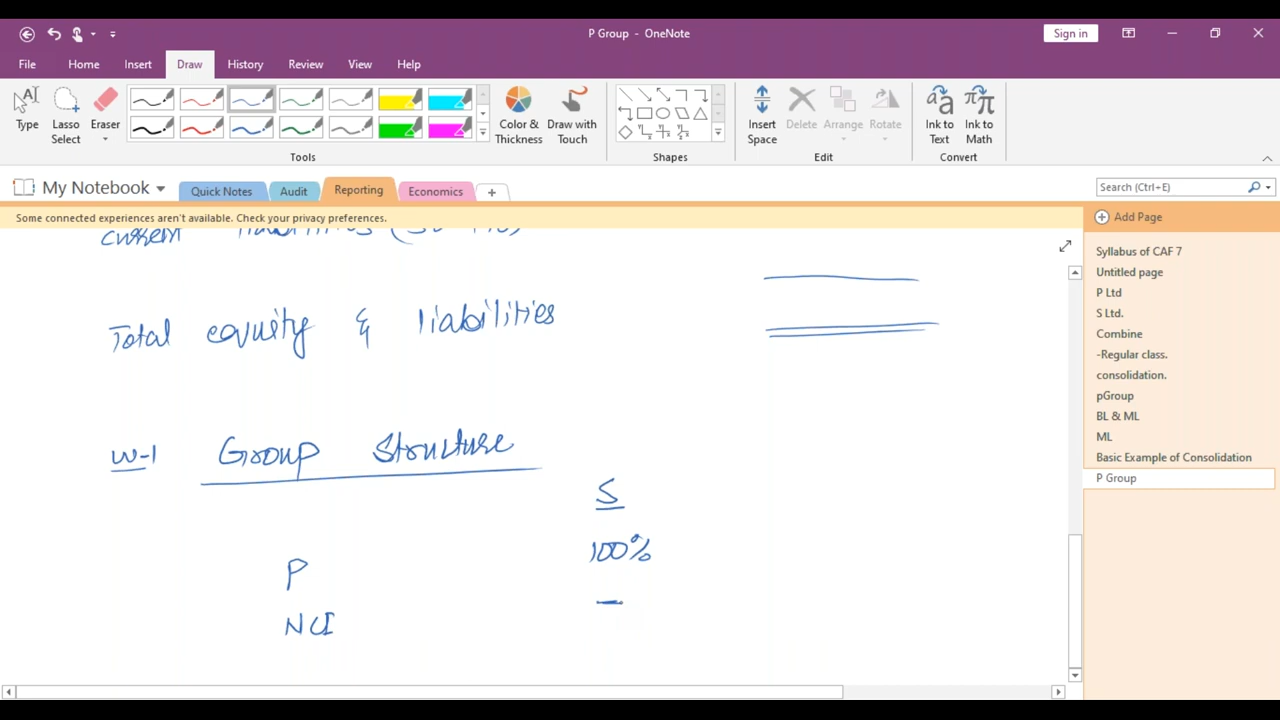 P Group - OneNote
Sign in
File Home Insert Draw History Review View Help
Type
Lasso Select
Eraser
Color & Thickness
Draw with Touch
Insert Space
Delete
Arrange
Rotate
Ink to Text
Ink to Math
Tools
Shapes
Edit
Convert
My Notebook
Quick Notes
Audit
Reporting
Economics
Search (Ctrl+E)
Some connected experiences aren't available. Check your privacy preferences.
Add Page
Syllabus of CAF 7
Untitled page
P Ltd
S Ltd.
Combine
-Regular class.
consolidation.
pGroup
BL & ML
ML
Basic Example of Consolidation
P Group
current liabilities
Total equity & liabilities
W-1 Group Structure
S
P 100%
NCI —